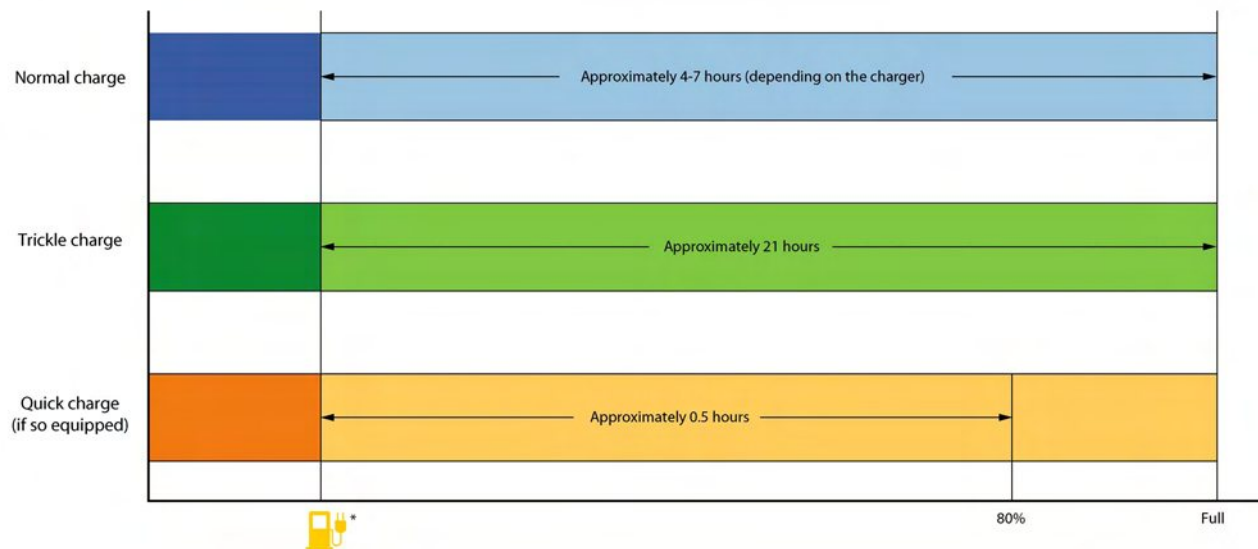 Normal charge
Approximately 4-7 hours (depending on the charger)
Trickle charge
Approximately 21 hours
Quick charge
(if so equipped)
Approximately 0.5 hours
*
80%
Full